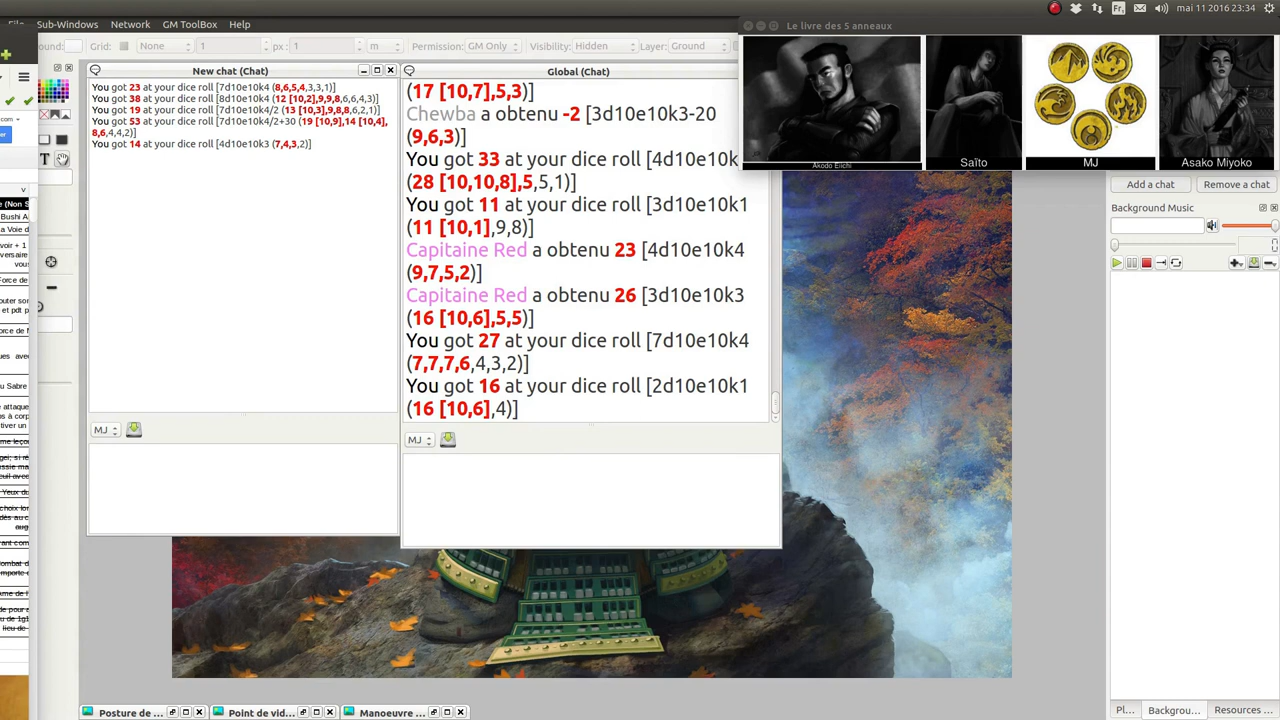 File Sub-Windows Network GM ToolBox Help
Fr
mai 11 2016 23:34
Grid: None 1 px : 1 m Permission: GM Only Visibility: Hidden Layer: Ground
Le livre des 5 anneaux
Akodo Eiichi
Saïto
MJ
Asako Miyoko
New chat (Chat)
You got 23 at your dice roll [7d10e10k4 (8,6,5,4,3,3,1)]
You got 38 at your dice roll [8d10e10k4 (12 [10,2],9,9,8,6,6,4,3)]
You got 19 at your dice roll [7d10e10k4/2 (13 [10,3],9,8,8,6,2,1)]
You got 53 at your dice roll [7d10e10k4/2+30 (19 [10,9],14 [10,4],
8,6,4,4,2)]
You got 14 at your dice roll [4d10e10k3 (7,4,3,2)]
MJ
Global (Chat)
(17 [10,7],5,3)]
Chewba a obtenu -2 [3d10e10k3-20
(9,6,3)]
You got 33 at your dice roll [4d10e10k
(28 [10,10,8],5,5,1)]
You got 11 at your dice roll [3d10e10k1
(11 [10,1],9,8)]
Capitaine Red a obtenu 23 [4d10e10k4
(9,7,5,2)]
Capitaine Red a obtenu 26 [3d10e10k3
(16 [10,6],5,5)]
You got 27 at your dice roll [7d10e10k4
(7,7,7,6,4,3,2)]
You got 16 at your dice roll [2d10e10k1
(16 [10,6],4)]
MJ
Add a chat Remove a chat
Background Music
Posture de ... Point de vid... Manoeuvre ...
Pl... Backgrou... Resources ...